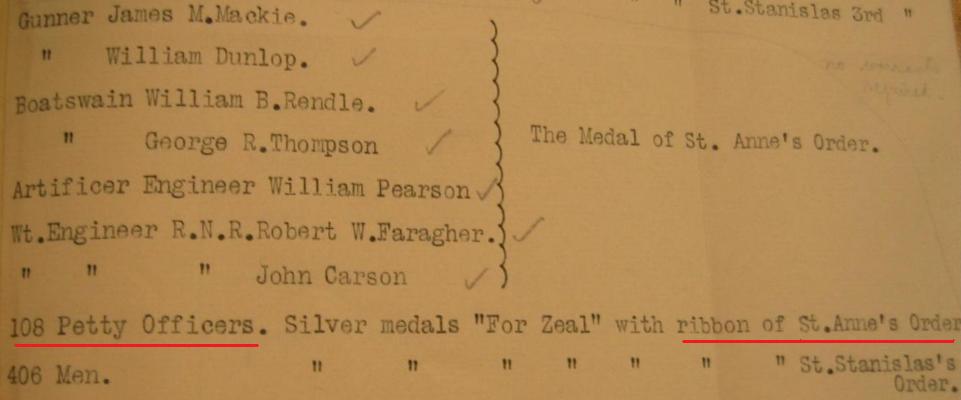 Gunner James M.Mackie. " " St.Stanislas 3rd "
" William Dunlop.
Boatswain William B.Rendle.
" George R.Thompson The Medal of St. Anne's Order.
Artificer Engineer William Pearson
Wt.Engineer R.N.R.Robert W.Faragher.
" " " John Carson
108 Petty Officers. Silver medals "For Zeal" with ribbon of St.Anne's Order
406 Men. " " " " " " " St.Stanislas's
Order.